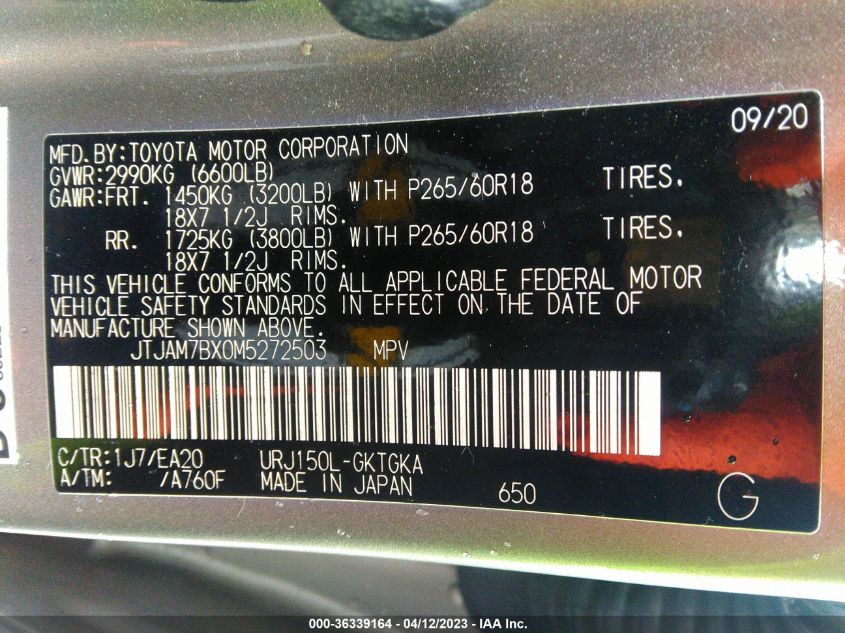 09/20
MFD. BY: TOYOTA MOTOR CORPORATION
GVWR: 2990KG (6600LB)
GAWR: FRT. 1450KG (3200LB) WITH P265/60R18 TIRES.
18X7 1/2J RIMS.
RR. 1725KG (3800LB) WITH P265/60R18 TIRES.
18X7 1/2J RIMS.
THIS VEHICLE CONFORMS TO ALL APPLICABLE FEDERAL MOTOR
VEHICLE SAFETY STANDARDS IN EFFECT ON THE DATE OF
MANUFACTURE SHOWN ABOVE.
JTJAM7BX0M5272503 MPV
C/TR: 1J7/EA20 URJ150L-GKTGKA
A/TM: /A760F MADE IN JAPAN 650 G
000-36339164 - 04/12/2023 - IAA Inc.